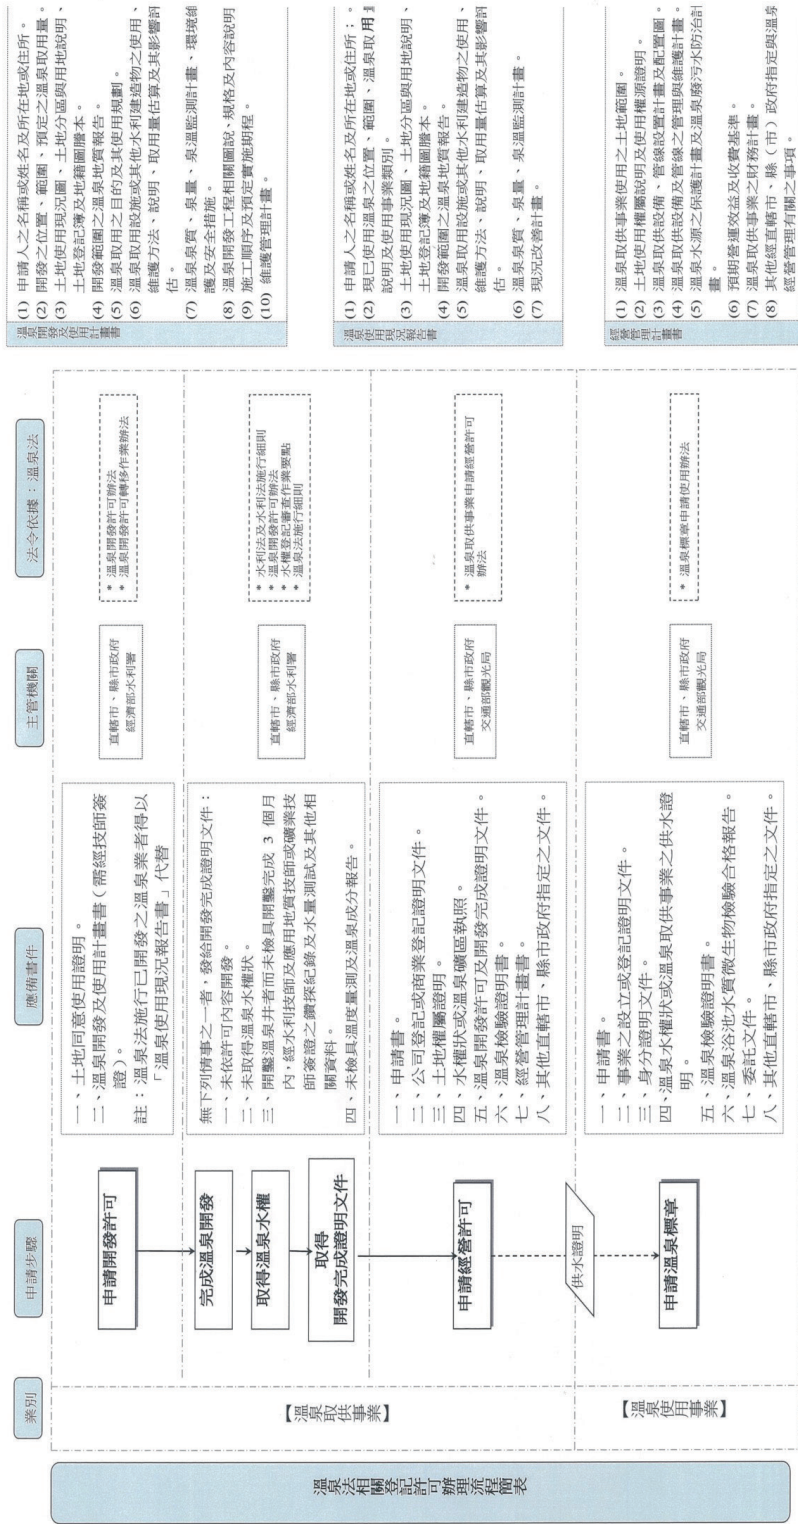 溫泉法相關登記許可辦理流程簡表
業別
申請步驟
應備書件
主管機關
法令依據：溫泉法
【溫泉取供事業】
申請開發許可
一、土地同意使用證明。
二、溫泉開發及使用計畫書（需經技師簽
證）。
註：溫泉法施行已開發之溫泉業者得以
「溫泉使用現況報告書」代替
直轄市、縣市政府
經濟部水利署
* 溫泉開發許可辦法
* 溫泉開發許可轉移作業辦法
完成溫泉開發
取得溫泉水權
取得
開發完成證明文件
無下列情事之一者，發給開發完成證明文件：
一、未依許可內容開發。
二、未取得溫泉水權狀。
三、開鑿溫泉井者而未檢具開鑿完成 3 個月
內，經水利技師及應用地質技師或礦業技
師簽證之鑽探紀錄及水量測試及其他相
關資料。
四、未檢具溫度量測及溫泉成分報告。
直轄市、縣市政府
經濟部水利署
* 水利法及水利法施行細則
* 溫泉開發許可辦法
* 水權登記審查作業要點
* 溫泉法施行細則
申請經營許可
一、申請書。
二、公司登記或商業登記證明文件。
三、土地權屬證明。
四、水權狀或溫泉礦區執照。
五、溫泉開發許可及開發完成證明文件。
六、溫泉檢驗證明書。
七、經營管理計畫書。
八、其他直轄市、縣市政府指定之文件。
直轄市、縣市政府
交通部觀光局
* 溫泉取供事業申請經營許可
辦法
供水證明
【溫泉使用事業】
申請溫泉標章
一、申請書。
二、事業之設立或登記證明文件。
三、身分證明文件。
四、溫泉水權狀或溫泉取供事業之供水證
明。
五、溫泉檢驗證明書。
六、溫泉浴池水質微生物檢驗合格報告。
七、委託文件。
八、其他直轄市、縣市政府指定之文件。
直轄市、縣市政府
交通部觀光局
* 溫泉標章申請使用辦法
溫泉開發及使用計畫書
(1) 申請人之名稱或姓名及所在地或住所。
(2) 開發之位置、範圍、預定之溫泉取用量。
(3) 土地使用現況圖、土地分區與用地說明、
土地登記簿及地籍圖謄本。
(4) 開發範圍之溫泉地質報告。
(5) 溫泉取用之目的及其使用規劃。
(6) 溫泉取用設施或其他水利建造物之使用、
維護方法、說明、取用量估算及其影響評
估。
(7) 溫泉泉質、泉量、泉溫監測計畫、環境維
護及安全措施。
(8) 溫泉開發工程相關圖說、規格及內容說明
(9) 施工順序及預定實施期程。
(10) 維護管理計畫。
溫泉使用現況報告書
(1) 申請人之名稱或姓名及所在地或住所；。
(2) 現已使用溫泉之位置、範圍、溫泉取用
說明及使用事業類別。
(3) 土地使用現況圖、土地分區與用地說明、
土地登記簿及地籍圖謄本。
(4) 開發範圍之溫泉地質報告。
(5) 溫泉取用設施或其他水利建造物之使用、
維護方法、說明、取用量估算及其影響評
估。
(6) 溫泉泉質、泉量、泉溫監測計畫。
(7) 現況改善計畫。
經營管理計畫書
(1) 溫泉取供事業使用之土地範圍。
(2) 土地使用權屬說明及使用權源證明。
(3) 溫泉取供設備、管線設置計畫及配置圖。
(4) 溫泉取供設備及管線之管理與維護計畫。
(5) 溫泉水源之保護計畫及溫泉廢污水防治計
畫。
(6) 預期營運效益及收費基準。
(7) 溫泉取供事業之財務計畫。
(8) 其他經直轄市、縣（市）政府指定與溫泉
經營管理有關之事項。